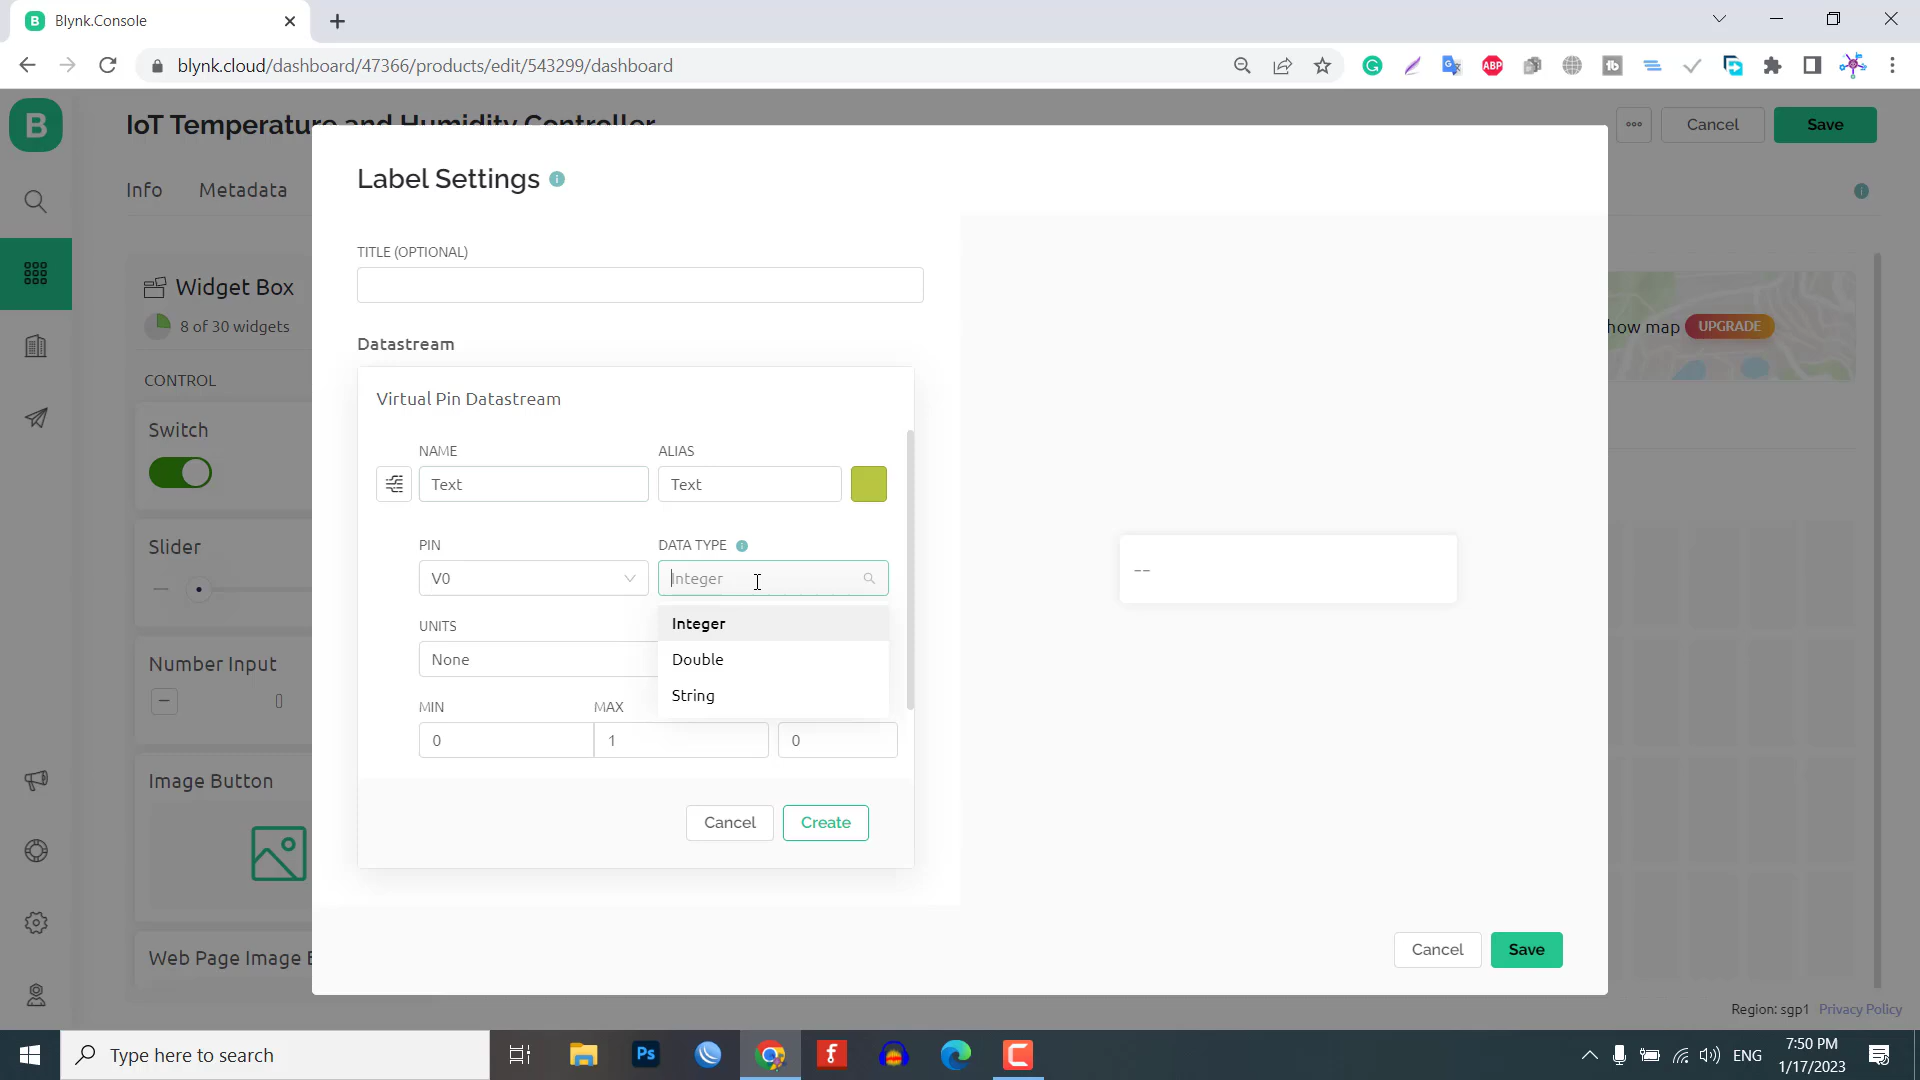 Blynk.Console
blynk.cloud/dashboard/47366/products/edit/543299/dashboard
ABP
B
IoT Temperature and Humidity Controller
Cancel
Save
Info
Metadata
Label Settings
TITLE (OPTIONAL)
Widget Box
8 of 30 widgets
how map
UPGRADE
Datastream
CONTROL
Virtual Pin Datastream
Switch
NAME
ALIAS
Text
Text
Slider
PIN
DATA TYPE
V0
Integer
Integer
UNITS
None
Double
String
Number Input
0
MIN
MAX
0
1
0
--
Image Button
Cancel
Create
Web Page Image
Cancel
Save
Region: sgp1
Privacy Policy
Type here to search
Ps
ENG
7:50 PM
1/17/2023